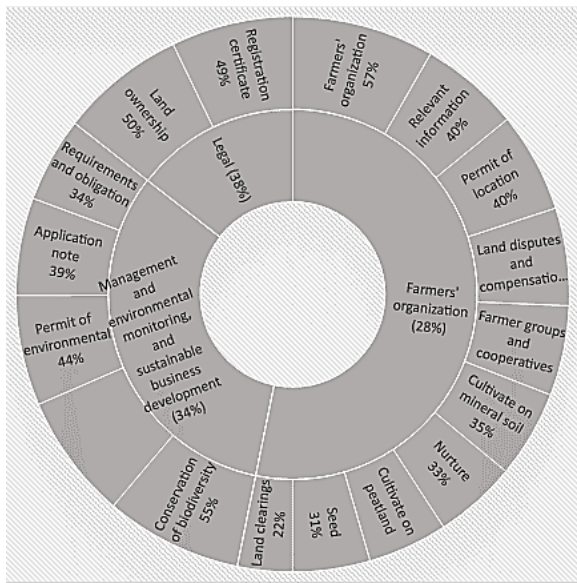 Farmers'
organization
57%
Relevant
information
40%
Permit of
location
40%
Land disputes
and
compensatio...
Farmer groups
and
cooperatives
Cultivate on
mineral soil
35%
Nurture
33%
Cultivate on
peatland
Seed
31%
Land clearings
22%
Conservation
of biodiversity
55%
Permit of
environmental
44%
Application
note
39%
Requirements
and obligation
34%
Land
ownership
50%
Registration
certificate
49%
Legal (38%)
Farmers'
organization
(28%)
Management
and
environmental
monitoring,
and
sustainable
business
development
(34%)